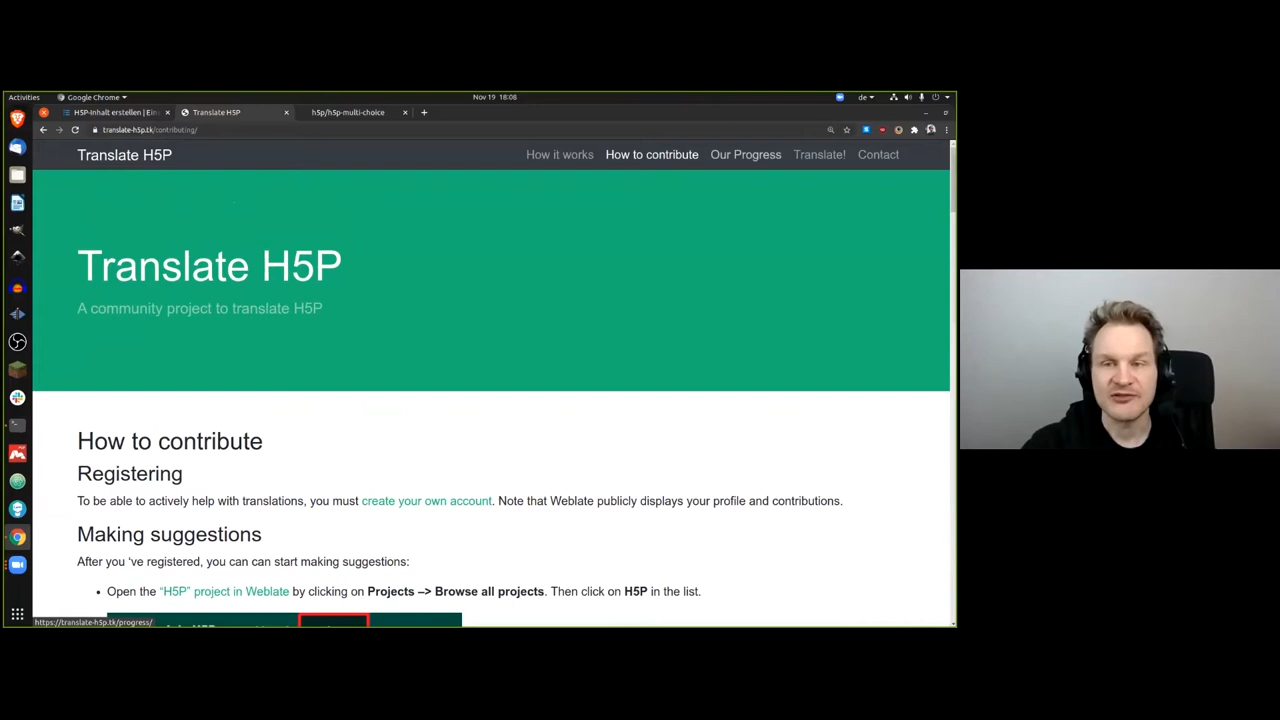 Activities
Google Chrome
Nov 19 18:08
de
H5P-Inhalt erstellen | Ein
Translate H5P
h5p/h5p-multi-choice
translate-h5p.tk/contributing/
Translate H5P
How it works
How to contribute
Our Progress
Translate!
Contact
Translate H5P
A community project to translate H5P
How to contribute
Registering
To be able to actively help with translations, you must create your own account. Note that Weblate publicly displays your profile and contributions.
Making suggestions
After you ‘ve registered, you can can start making suggestions:
• Open the “H5P” project in Weblate by clicking on Projects –> Browse all projects. Then click on H5P in the list.
https://translate-h5p.tk/progress/